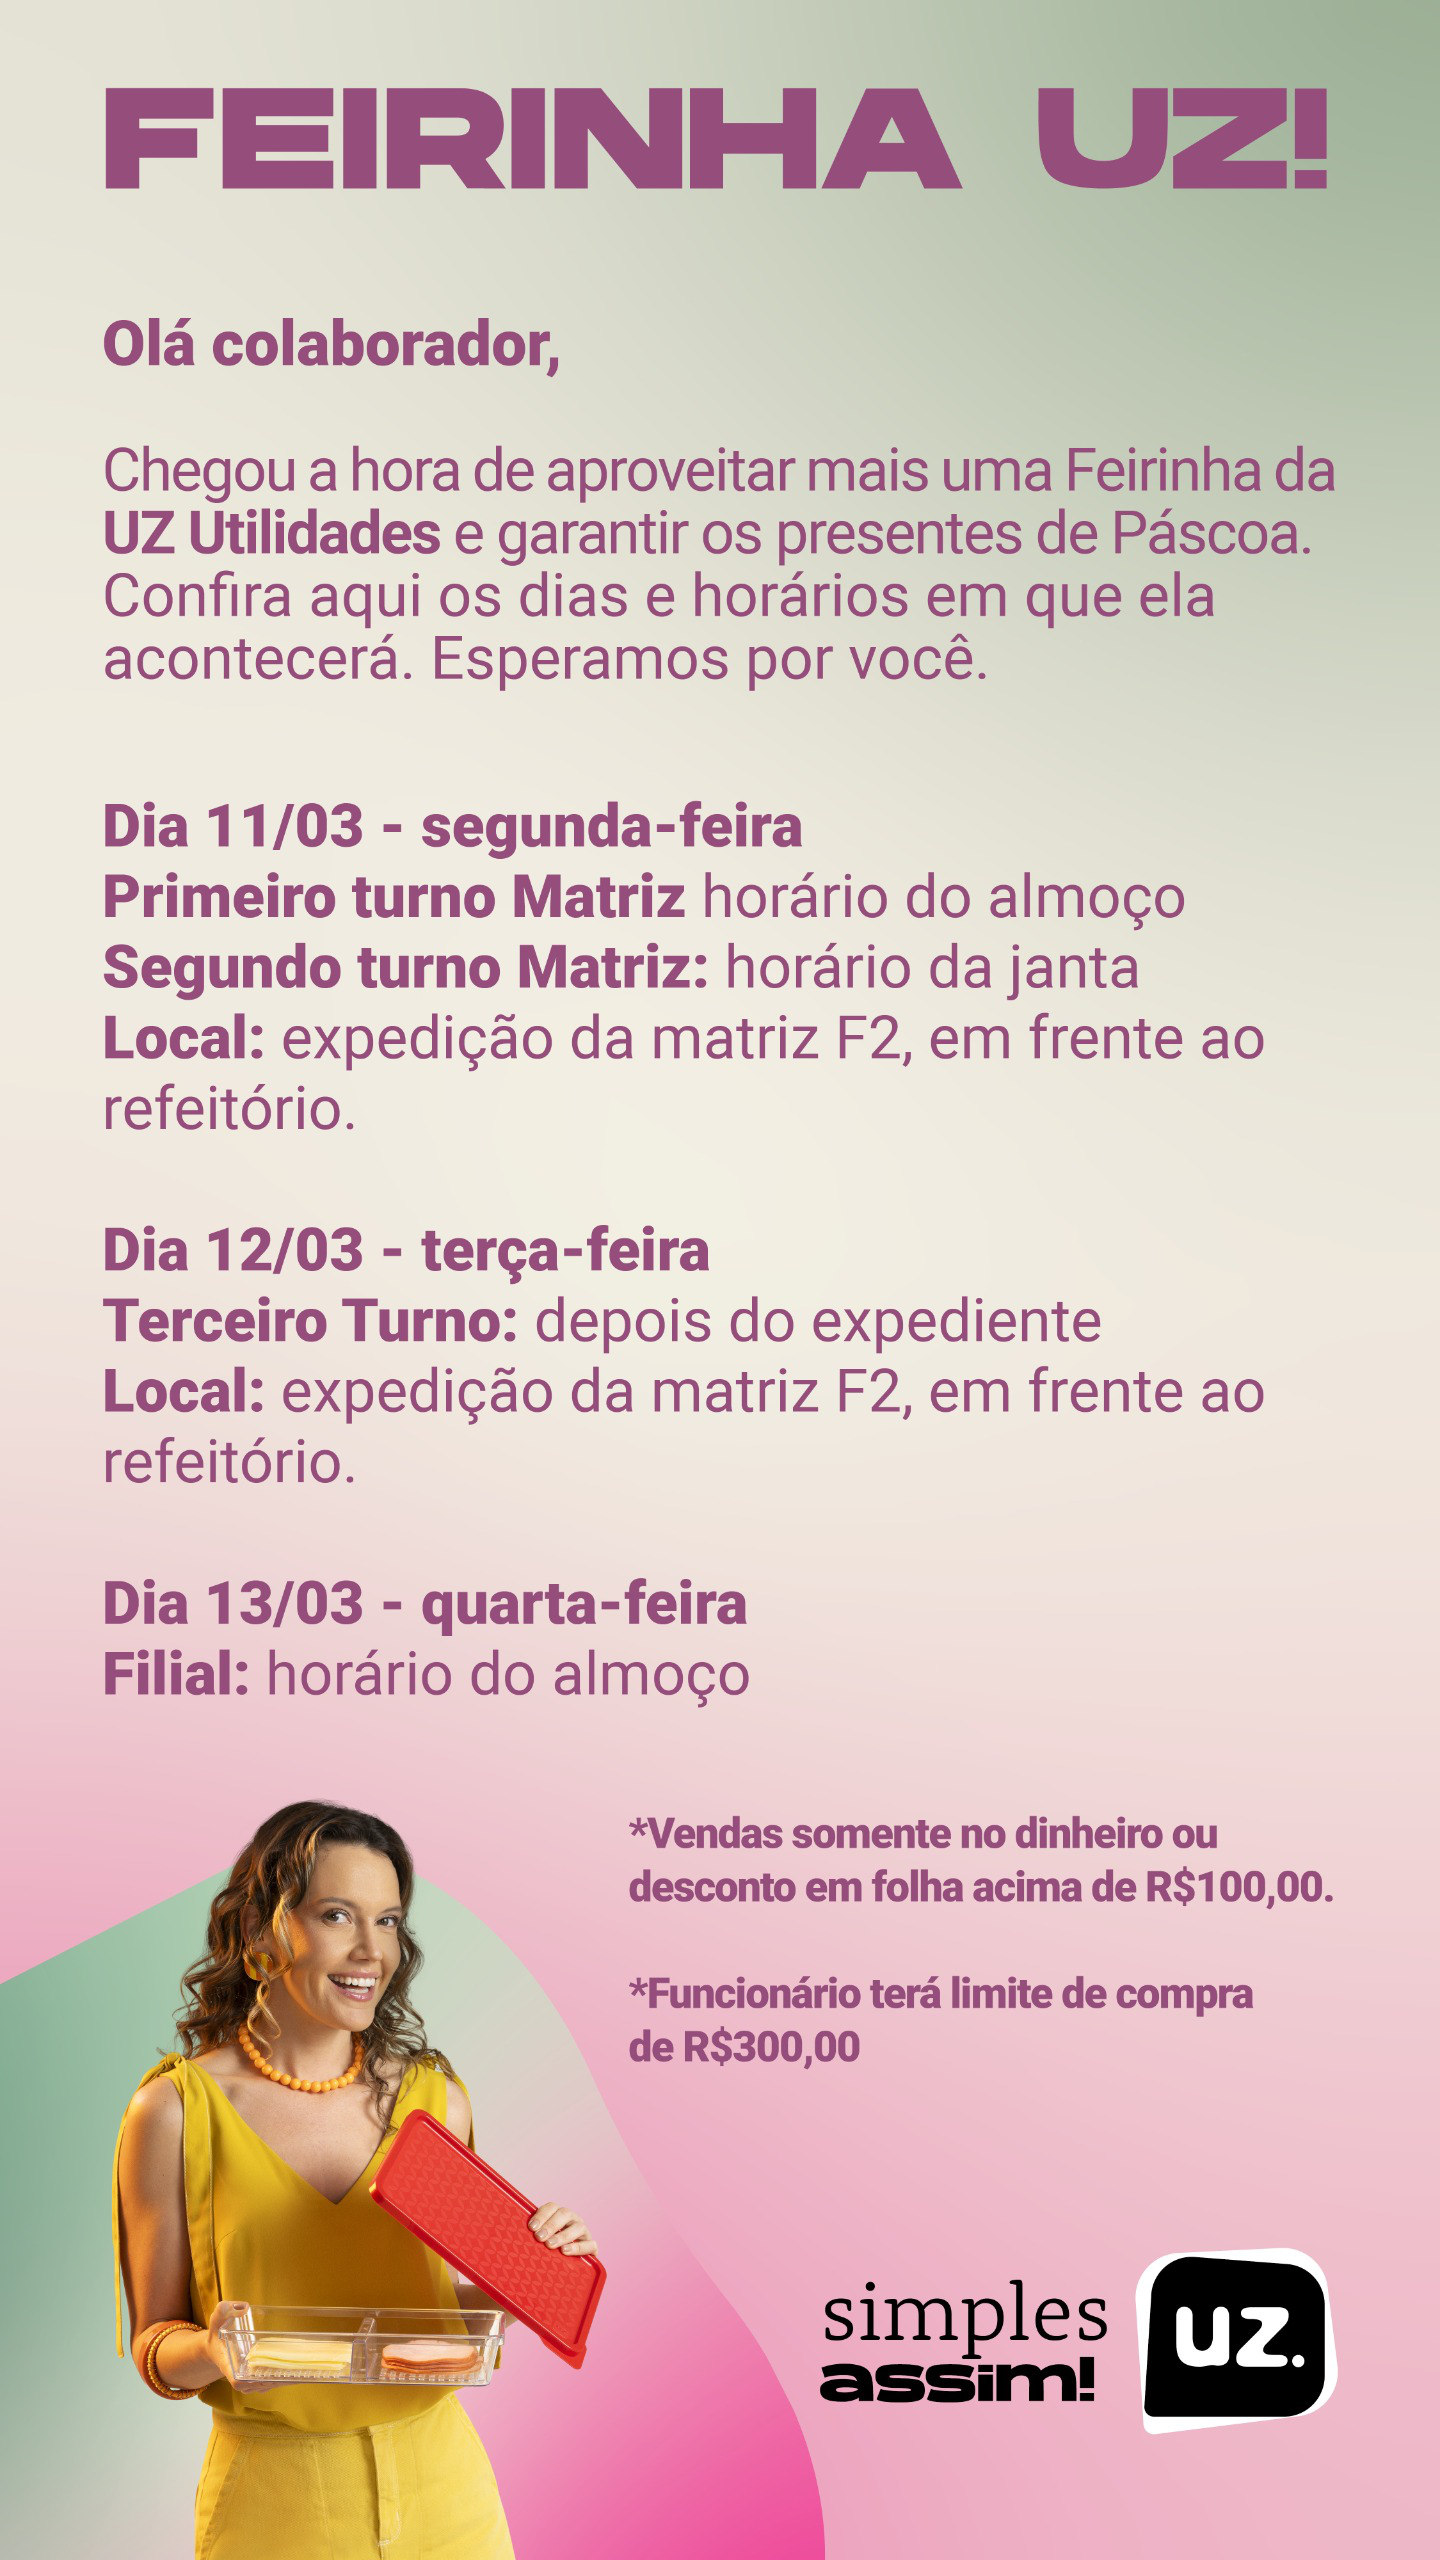 FEIRINHA UZ!
Olá colaborador,
Chegou a hora de aproveitar mais uma Feirinha da
UZ Utilidades e garantir os presentes de Páscoa.
Confira aqui os dias e horários em que ela
acontecerá. Esperamos por você.
Dia 11/03 - segunda-feira
Primeiro turno Matriz horário do almoço
Segundo turno Matriz: horário da janta
Local: expedição da matriz F2, em frente ao
refeitório.
Dia 12/03 - terça-feira
Terceiro Turno: depois do expediente
Local: expedição da matriz F2, em frente ao
refeitório.
Dia 13/03 - quarta-feira
Filial: horário do almoço
*Vendas somente no dinheiro ou
desconto em folha acima de R$100,00.
*Funcionário terá limite de compra
de R$300,00
simples
assim!
uz.